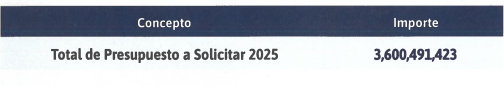 Concepto Importe
Total de Presupuesto a Solicitar 2025 3,600,491,423